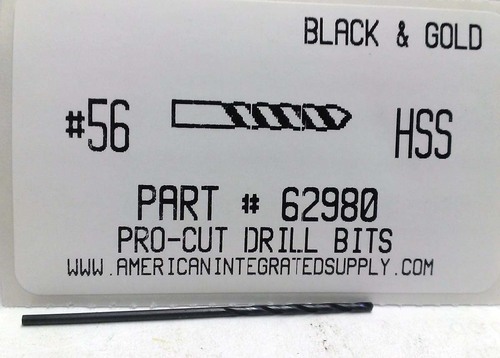 BLACK & GOLD
#56
HSS
PART # 62980
PRO-CUT DRILL BITS
WWW.AMERICANINTEGRATEDSUPPLY.COM